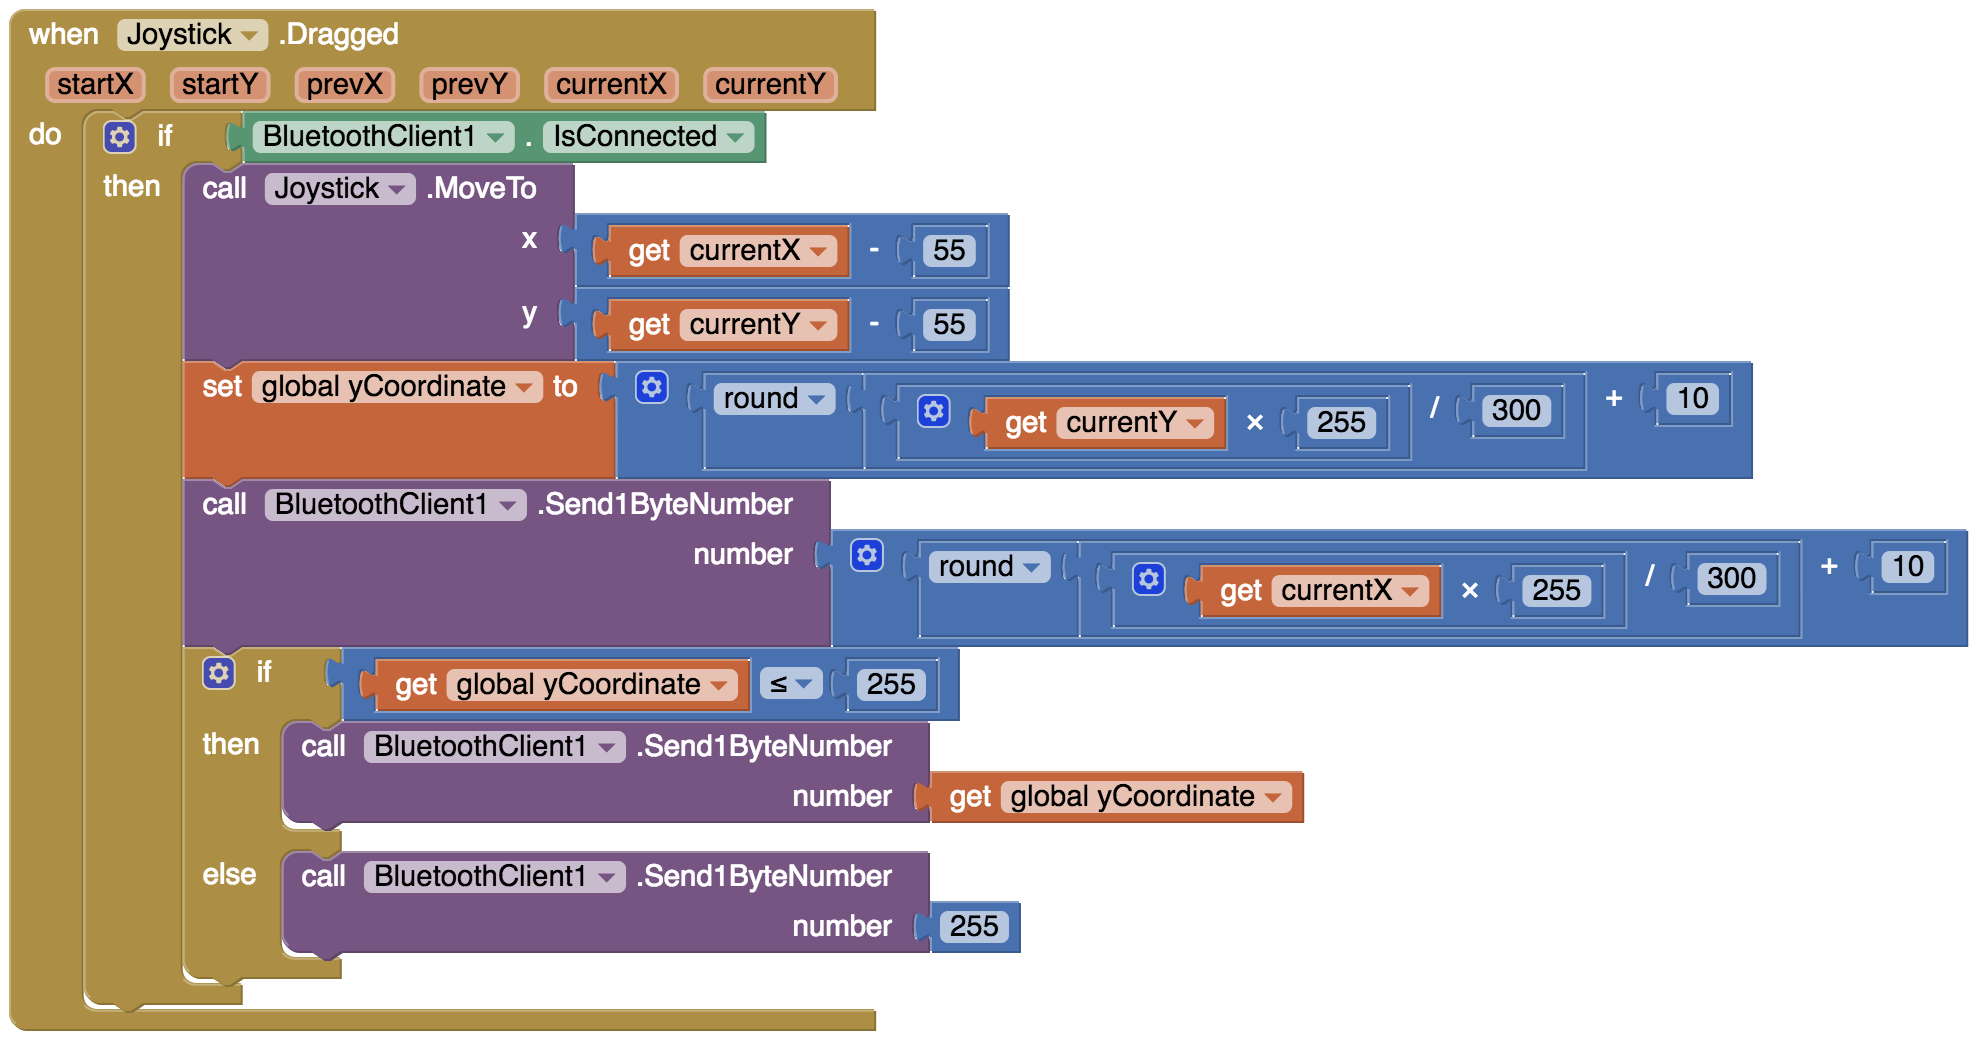 when Joystick .Dragged
startX startY prevX prevY currentX currentY
do if BluetoothClient1 . IsConnected
then call Joystick .MoveTo
x get currentX - 55
y get currentY - 55
set global yCoordinate to round get currentY × 255 / 300 + 10
call BluetoothClient1 .Send1ByteNumber
number round get currentX × 255 / 300 + 10
if get global yCoordinate ≤ 255
then call BluetoothClient1 .Send1ByteNumber
number get global yCoordinate
else call BluetoothClient1 .Send1ByteNumber
number 255